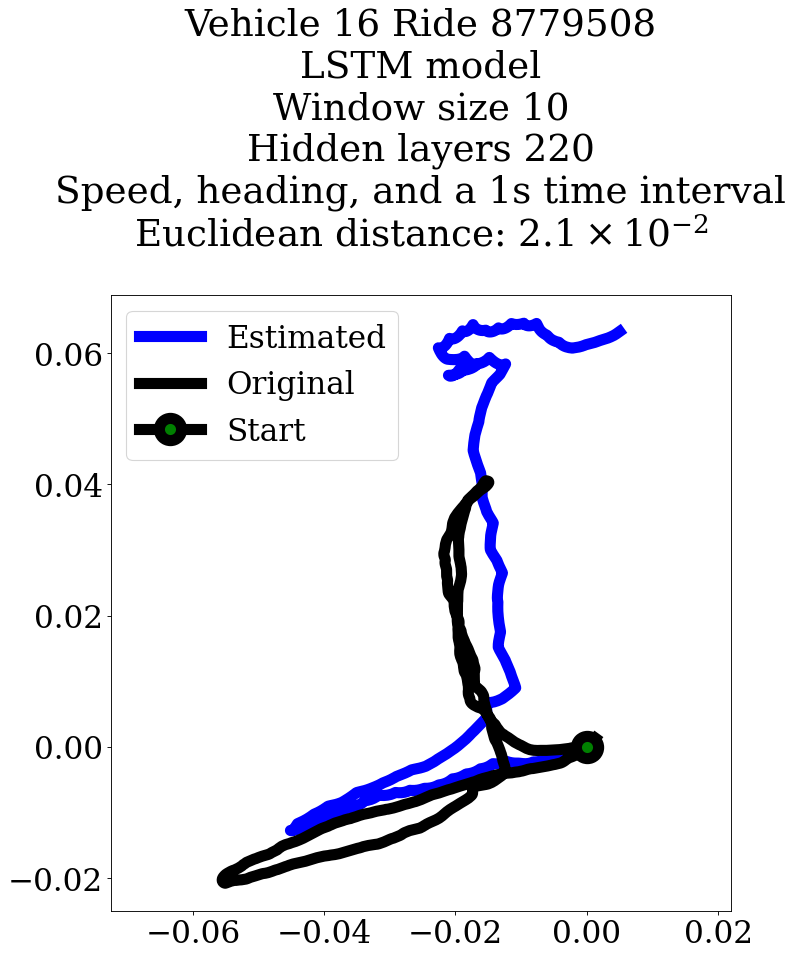 Vehicle 16 Ride 8779508
LSTM model
Window size 10
Hidden layers 220
Speed, heading, and a 1s time interval
Euclidean distance: 2.1 × 10⁻²
Estimated
Original
Start
0.06
0.04
0.02
0.00
−0.02
−0.06 −0.04 −0.02 0.00 0.02